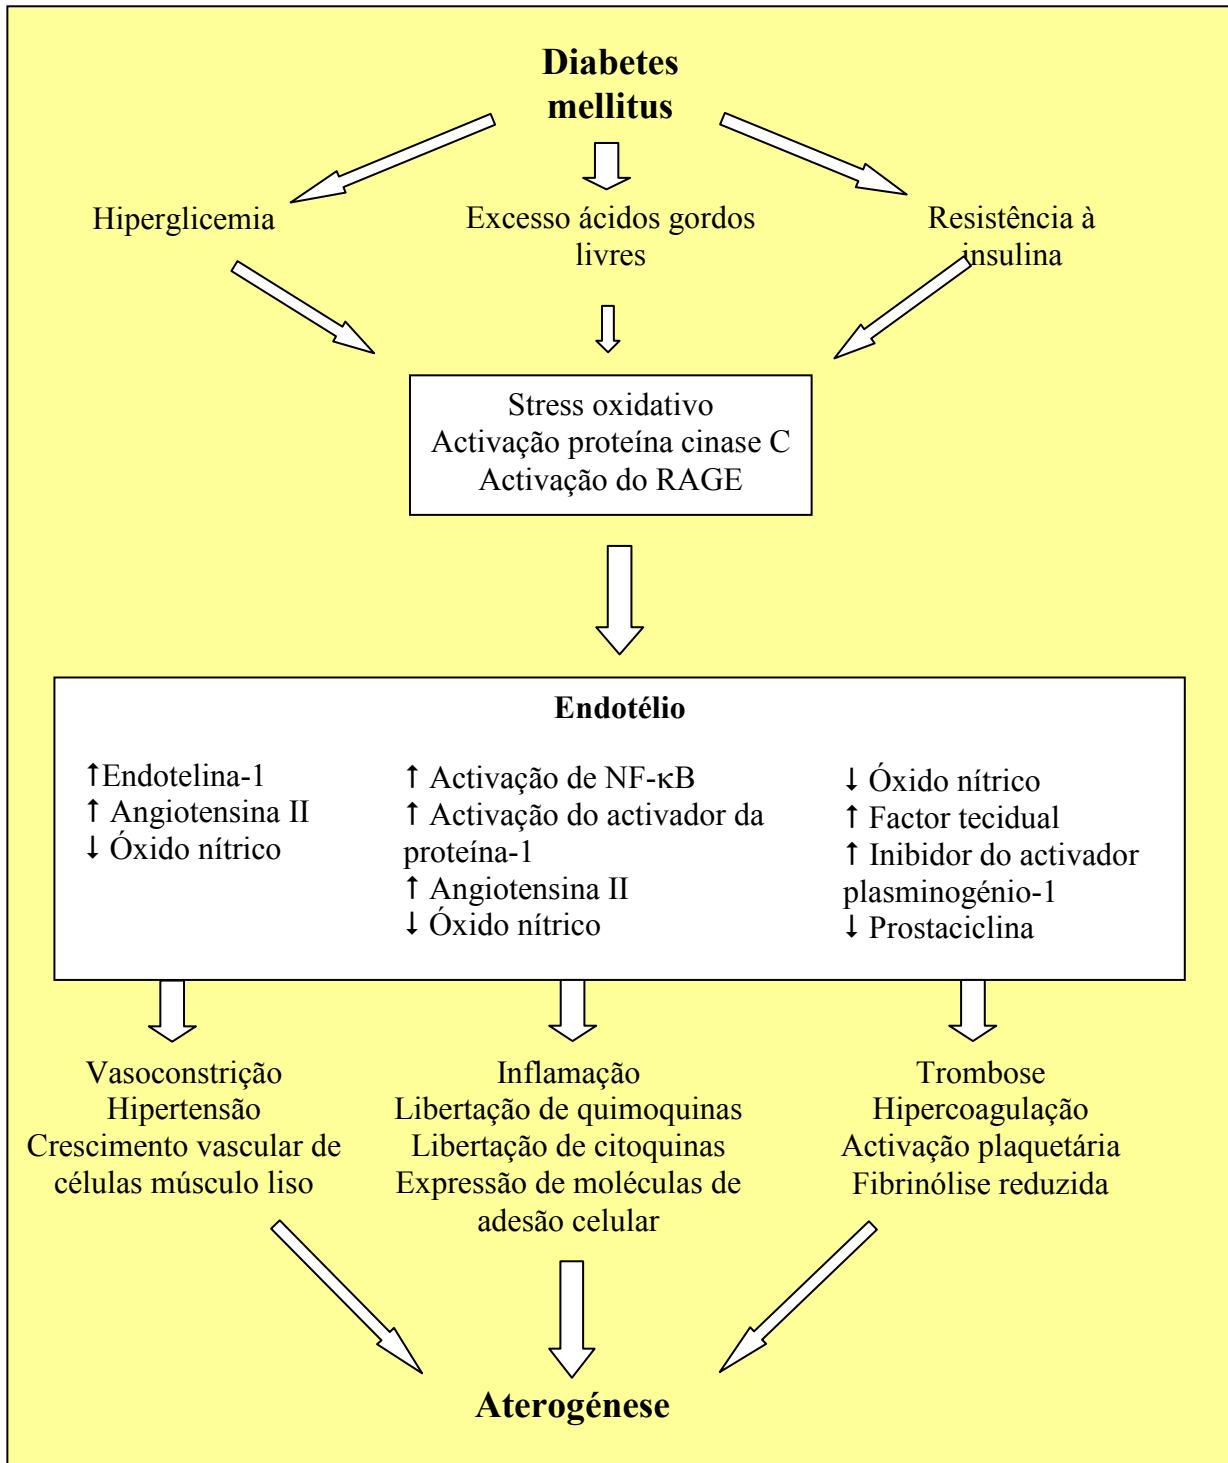 Diabetes
mellitus
Hiperglicemia
Excesso ácidos gordos
livres
Resistência à
insulina
Stress oxidativo
Activação proteína cinase C
Activação do RAGE
Endotélio
↑Endotelina-1
↑ Angiotensina II
↓ Óxido nítrico
↑ Activação de NF-κB
↑ Activação do activador da
proteína-1
↑ Angiotensina II
↓ Óxido nítrico
↓ Óxido nítrico
↑ Factor tecidual
↑ Inibidor do activador
plasminogénio-1
↓ Prostaciclina
Vasoconstrição
Hipertensão
Crescimento vascular de
células músculo liso
Inflamação
Libertação de quimoquinas
Libertação de citoquinas
Expressão de moléculas de
adesão celular
Trombose
Hipercoagulação
Activação plaquetária
Fibrinólise reduzida
Aterogénese